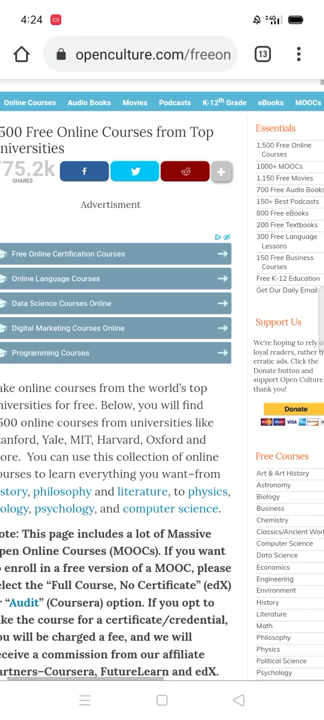 4:24
4G
openculture.com/freeon
13
Online Courses Audio Books Movies Podcasts K-12th Grade eBooks MOOCs
500 Free Online Courses from Top
niversities
75.2k
SHARES
+
Advertisment
Free Online Certification Courses
Online Language Courses
Data Science Courses Online
Digital Marketing Courses Online
Programming Courses
ake online courses from the world's top
niversities for free. Below, you will find
500 online courses from universities like
tanford, Yale, MIT, Harvard, Oxford and
ore. You can use this collection of online
ourses to learn everything you want–from
istory, philosophy and literature, to physics,
ology, psychology, and computer science.
ote: This page includes a lot of Massive
pen Online Courses (MOOCs). If you want
o enroll in a free version of a MOOC, please
elect the “Full Course, No Certificate” (edX)
r “Audit” (Coursera) option. If you opt to
ake the course for a certificate/credential,
ou will be charged a fee, and we will
eceive a commission from our affiliate
artners–Coursera, FutureLearn and edX.
Essentials
1,500 Free Online
Courses
1000+ MOOCs
1,150 Movies
700 Free Audio Books
150+ Best Podcasts
800 Free eBooks
200 Free Textbooks
300 Free Language
Lessons
150 Free Business
Courses
Free K-12 Education
Get Our Daily Email
Support Us
We're hoping to rely o
loyal readers, rather th
erratic ads. Click the
Donate button and
support Open Culture.
thank you!
Donate
Free Courses
Art & Art History
Astronomy
Biology
Business
Chemistry
Classics/Ancient Worl
Computer Science
Data Science
Economics
Engineering
Environment
History
Literature
Math
Philosophy
Physics
Political Science
Psychology